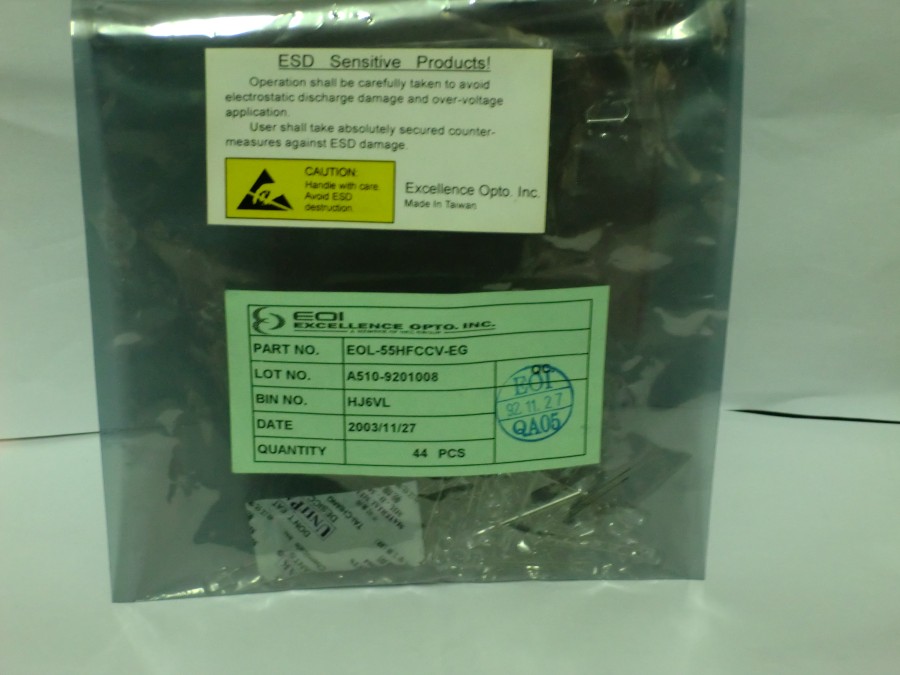 ESD Sensitive Products!
Operation shall be carefully taken to avoid
electrostatic discharge damage and over-voltage
application.
User shall take absolutely secured counter-
measures against ESD damage.
CAUTION:
Handle with care.
Avoid ESD
destruction.
Excellence Opto. Inc.
Made In Taiwan
EOI
EXCELLENCE OPTO. INC.
PART NO. EOL-55HFCCV-EG
LOT NO. A510-9201008
BIN NO. HJ6VL
DATE 2003/11/27
QUANTITY 44 PCS
QC
EOI
92.11.27
QA05
DON'T EAT